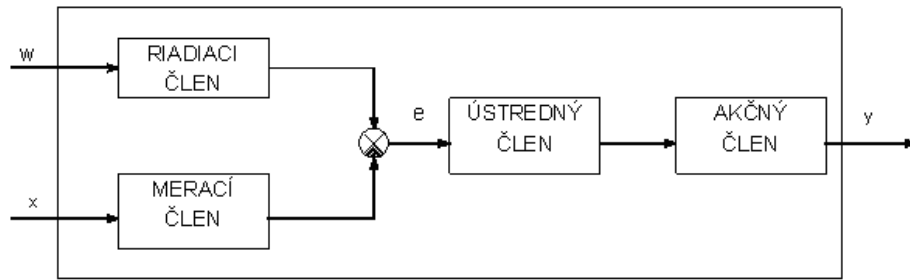 w
RIADIACI
ČLEN
e
ÚSTREDNÝ
ČLEN
AKČNÝ
ČLEN
y
x
MERACÍ
ČLEN